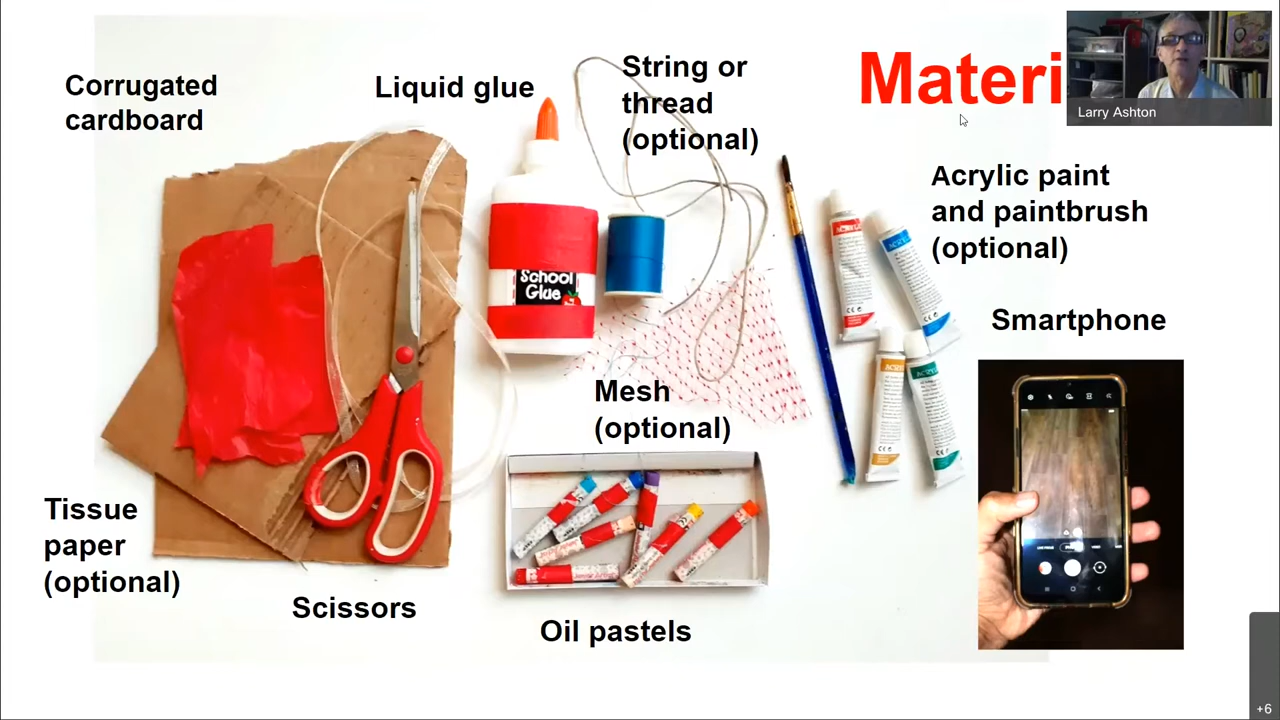 Corrugated
cardboard
Liquid glue
String or
thread
(optional)
Materi
Larry Ashton
Acrylic paint
and paintbrush
(optional)
Smartphone
School
Glue
Mesh
(optional)
Tissue
paper
(optional)
Scissors
Oil pastels
+6